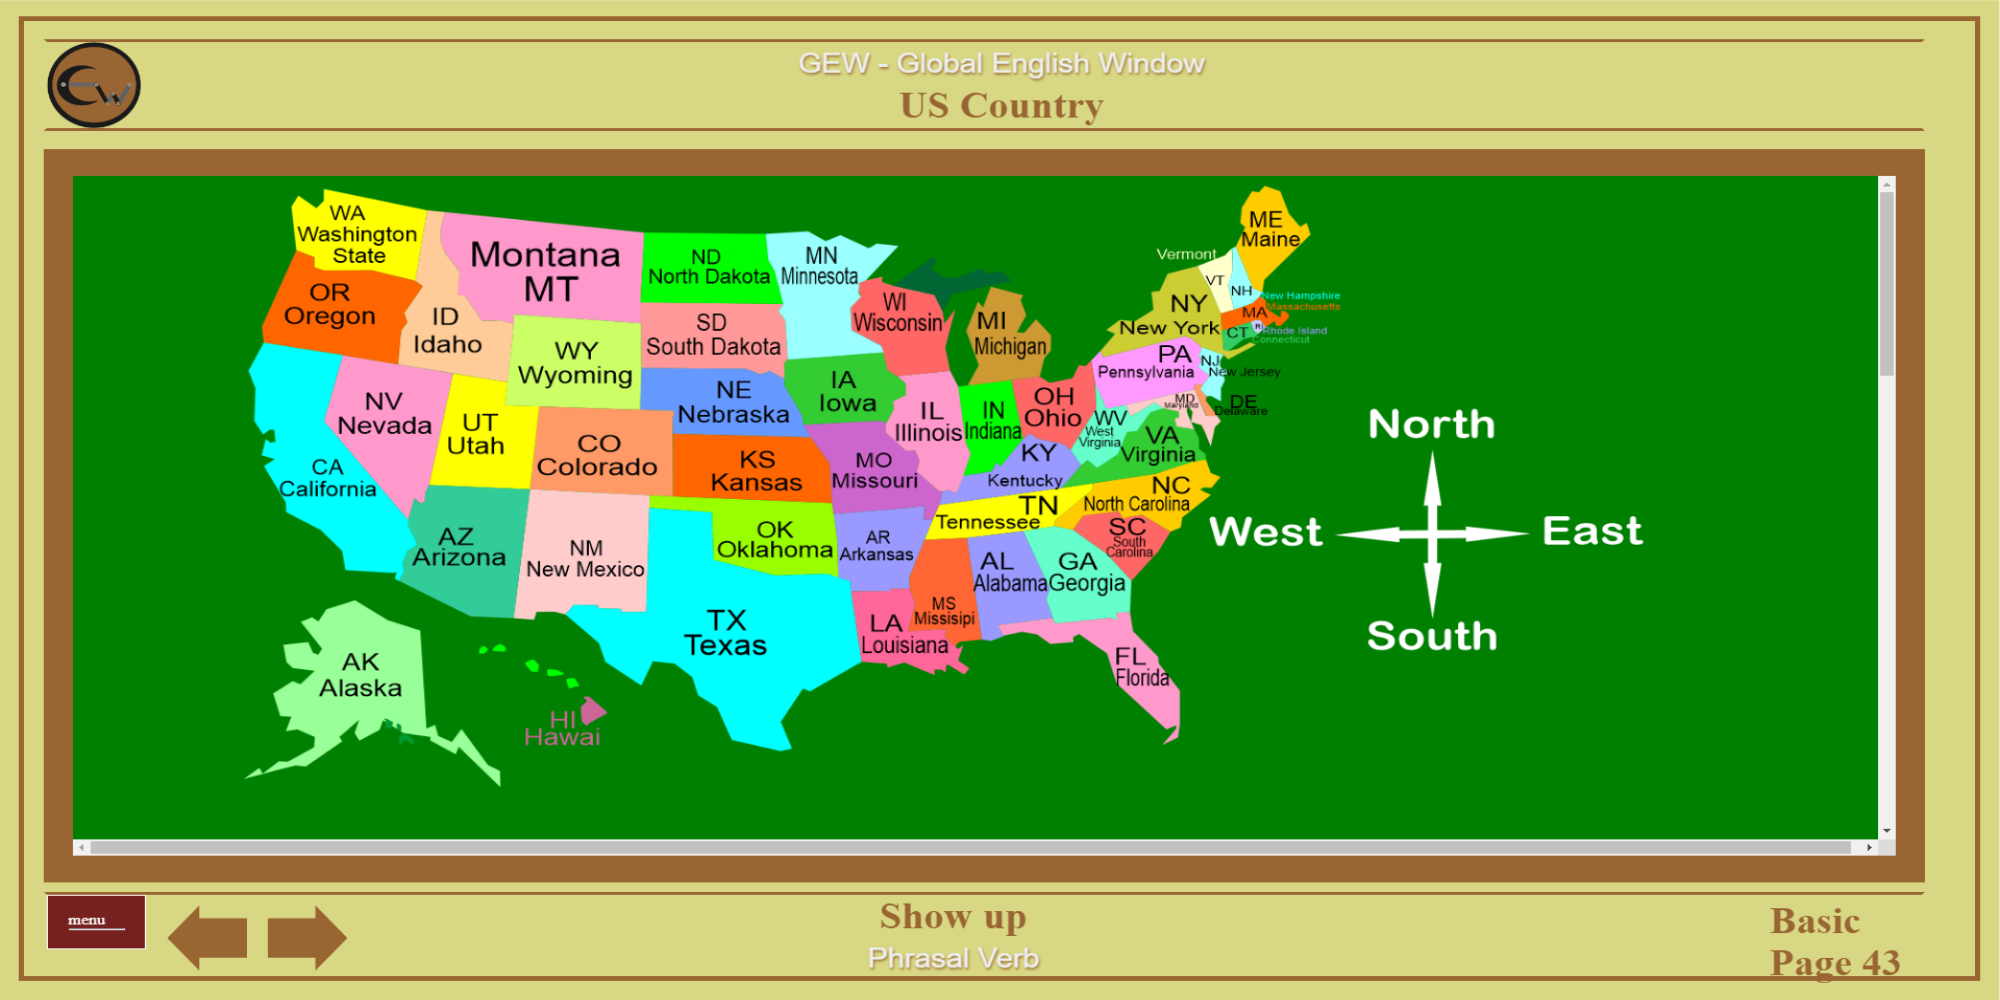 GEW - Global English Window
US Country
WA
Washington
State
OR
Oregon
ID
Idaho
Montana
MT
ND
North Dakota
MN
Minnesota
SD
South Dakota
WY
Wyoming
WI
Wisconsin
MI
Michigan
ME
Maine
Vermont
VT
NH
New Hampshire
Massachusetts
MA
RI
Rhode Island
CT
Connecticut
NY
New York
PA
Pennsylvania
NJ
New Jersey
MD
Maryland
DE
Delaware
CA
California
NV
Nevada
UT
Utah
CO
Colorado
NE
Nebraska
KS
Kansas
IA
Iowa
MO
Missouri
IL
Illinois
IN
Indiana
OH
Ohio
WV
West
Virginia
VA
Virginia
KY
Kentucky
TN
Tennessee
NC
North Carolina
SC
South
Carolina
AZ
Arizona
NM
New Mexico
OK
Oklahoma
AR
Arkansas
TX
Texas
LA
Louisiana
MS
Missisipi
AL
Alabama
GA
Georgia
FL
Florida
AK
Alaska
HI
Hawai
North
West
East
South
menu
Show up
Phrasal Verb
Basic
Page 43